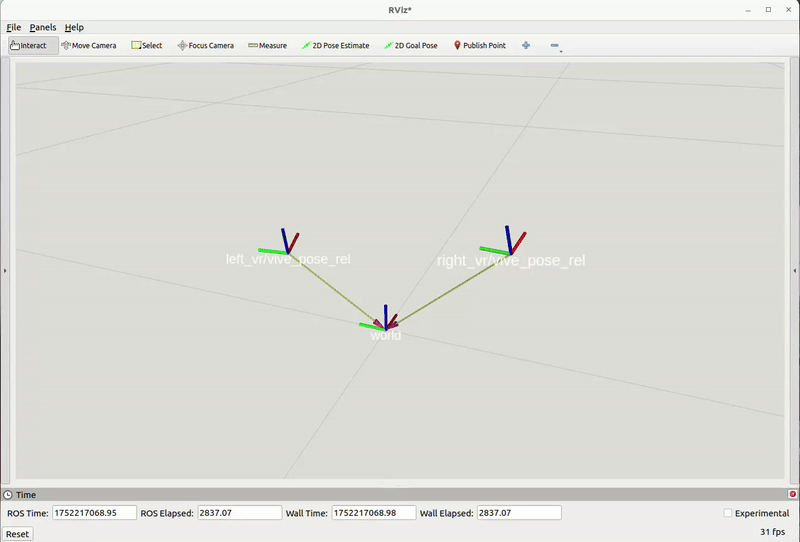 RViz*
File Panels Help
Interact Move Camera Select Focus Camera Measure 2D Pose Estimate 2D Goal Pose Publish Point
left_vr/vive_pose_rel
right_vr/vive_pose_rel
world
Time
ROS Time: 1752217068.95 ROS Elapsed: 2837.07 Wall Time: 1752217068.98 Wall Elapsed: 2837.07 Experimental
Reset 31 fps